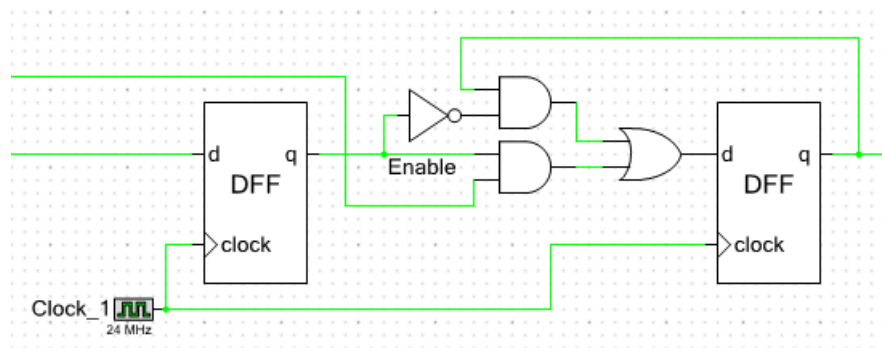 d q d q
Enable
DFF DFF
clock clock
Clock_1
24 MHz